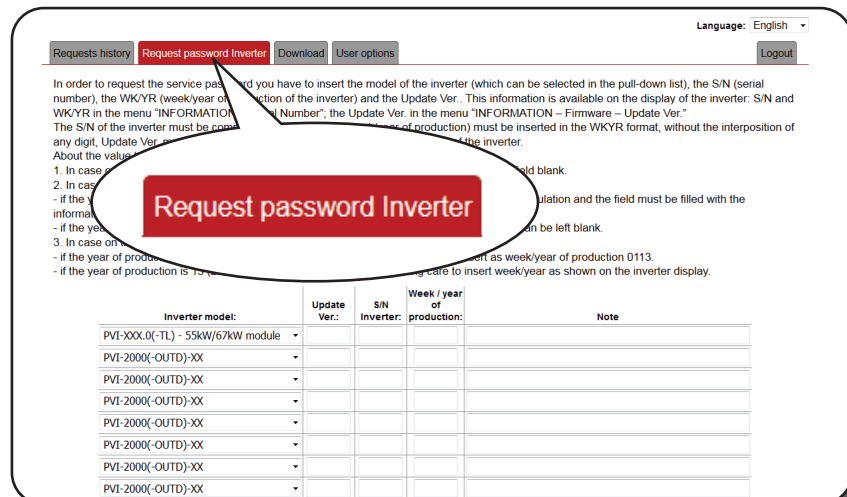 Language: English
Requests history Request password Inverter Download User options Logout
In order to request the service pas rd you have to insert the model of the inverter (which can be selected in the pull-down list), the S/N (serial
number), the WK/YR (week/year of uction of the inverter) and the Update Ver.. This information is available on the display of the inverter: S/N and
WK/YR in the menu "INFORMATION l Number"; the Update Ver. in the menu "INFORMATION – Firmware – Update Ver."
The S/N of the inverter must be com of production) must be inserted in the WKYR format, without the interposition of
any digit, Update Ver. of the inverter.
About the value
1. In case field blank.
2. In cas
- if the y ulation and the field must be filled with the
informat
- if the yea can be left blank.
3. In case on
- if the year of produ ert as week/year of production 0113.
- if the year of production is 13 care to insert week/year as shown on the inverter display.
Request password Inverter
Inverter model: Update Ver.: S/N Inverter: Week / year of production: Note
PVI-XXX.0(-TL) - 55kW/67kW module
PVI-2000(-OUTD)-XX
PVI-2000(-OUTD)-XX
PVI-2000(-OUTD)-XX
PVI-2000(-OUTD)-XX
PVI-2000(-OUTD)-XX
PVI-2000(-OUTD)-XX
PVI-2000(-OUTD)-XX